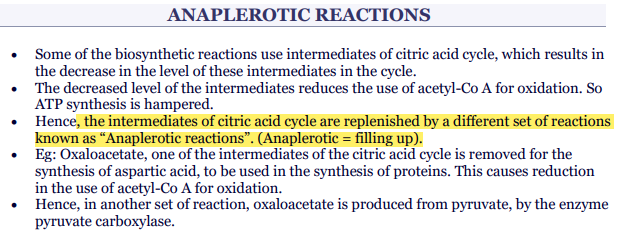 ANAPLEROTIC REACTIONS
• Some of the biosynthetic reactions use intermediates of citric acid cycle, which results in
the decrease in the level of these intermediates in the cycle.
• The decreased level of the intermediates reduces the use of acetyl-Co A for oxidation. So
ATP synthesis is hampered.
• Hence, the intermediates of citric acid cycle are replenished by a different set of reactions
known as “Anaplerotic reactions”. (Anaplerotic = filling up).
• Eg: Oxaloacetate, one of the intermediates of the citric acid cycle is removed for the
synthesis of aspartic acid, to be used in the synthesis of proteins. This causes reduction
in the use of acetyl-Co A for oxidation.
• Hence, in another set of reaction, oxaloacetate is produced from pyruvate, by the enzyme
pyruvate carboxylase.